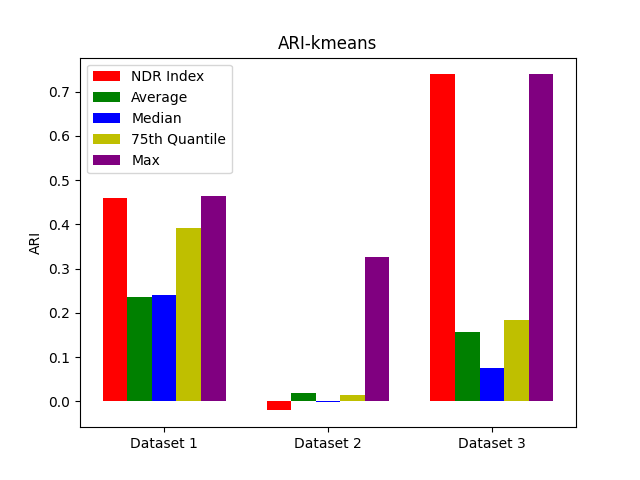 ARI-kmeans
NDR Index
Average
Median
75th Quantile
Max
ARI
0.7
0.6
0.5
0.4
0.3
0.2
0.1
0.0
Dataset 1
Dataset 2
Dataset 3